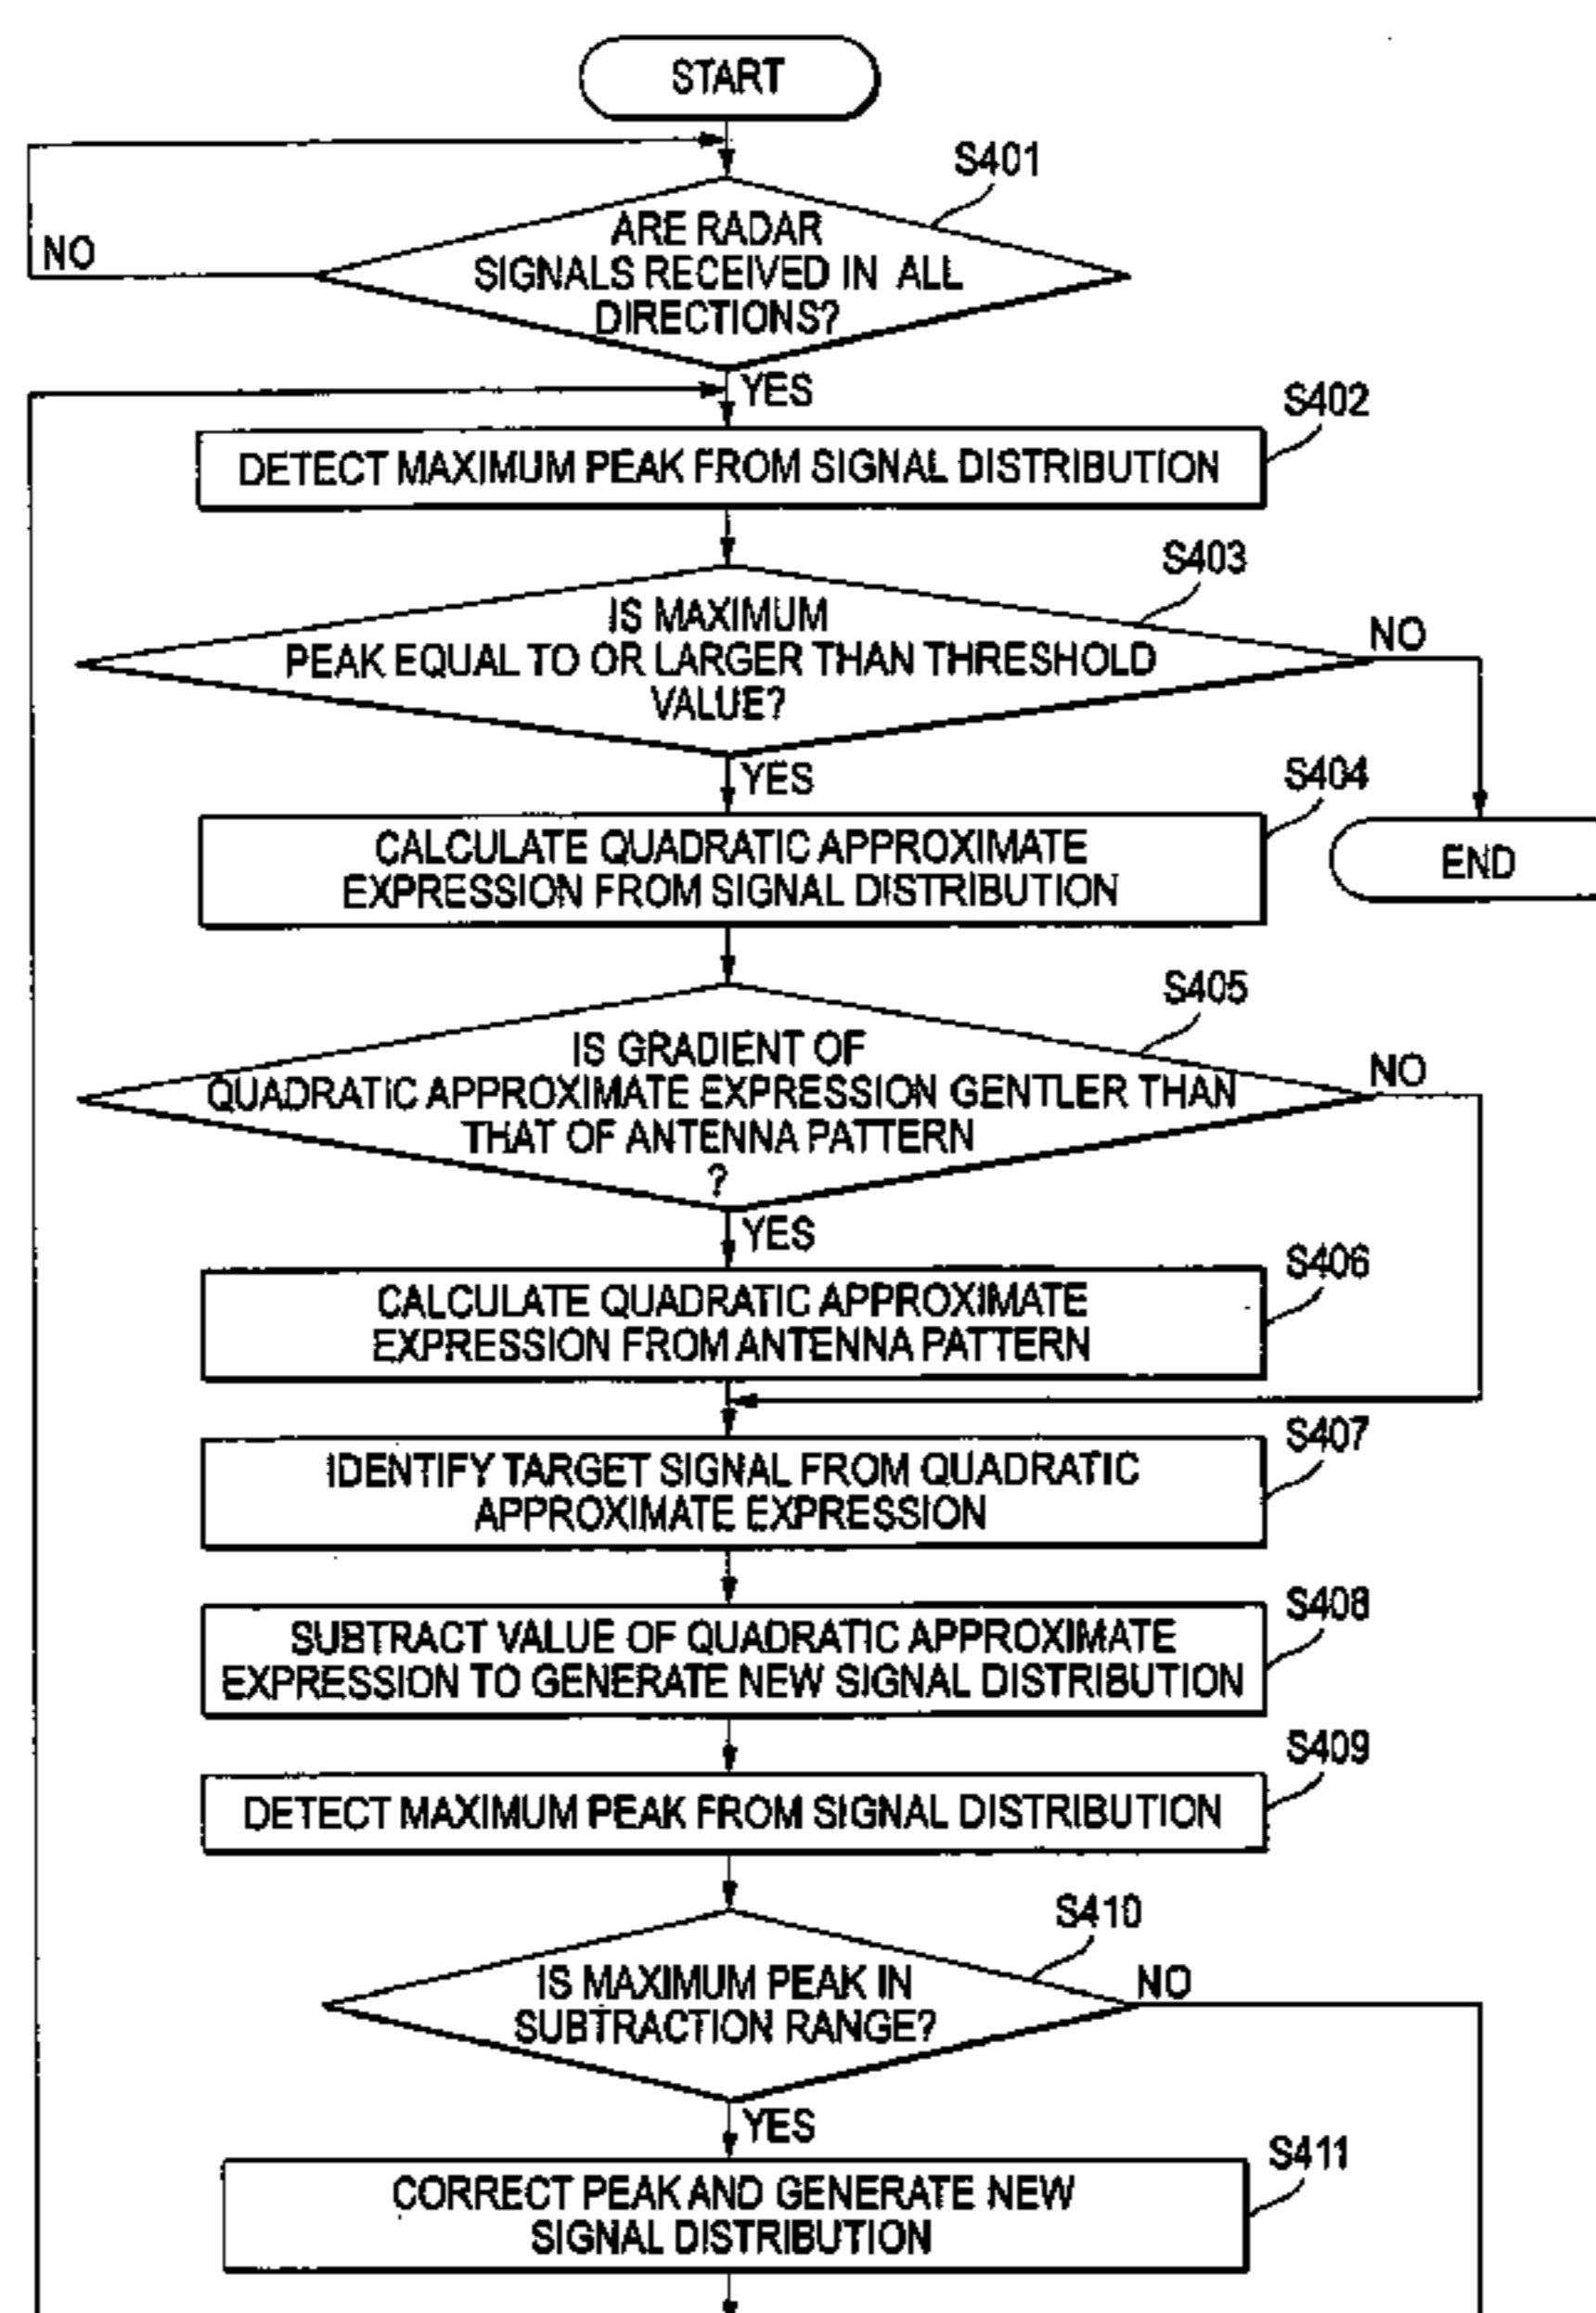 START
S401
ARE RADAR
SIGNALS RECEIVED IN ALL
DIRECTIONS?
NO
YES
S402
DETECT MAXIMUM PEAK FROM SIGNAL DISTRIBUTION
S403
IS MAXIMUM
PEAK EQUAL TO OR LARGER THAN THRESHOLD
VALUE?
NO
YES
S404
CALCULATE QUADRATIC APPROXIMATE
EXPRESSION FROM SIGNAL DISTRIBUTION
END
S405
IS GRADIENT OF
QUADRATIC APPROXIMATE EXPRESSION GENTLER THAN
THAT OF ANTENNA PATTERN
?
NO
YES
S406
CALCULATE QUADRATIC APPROXIMATE
EXPRESSION FROM ANTENNA PATTERN
S407
IDENTIFY TARGET SIGNAL FROM QUADRATIC
APPROXIMATE EXPRESSION
S408
SUBTRACT VALUE OF QUADRATIC APPROXIMATE
EXPRESSION TO GENERATE NEW SIGNAL DISTRIBUTION
S409
DETECT MAXIMUM PEAK FROM SIGNAL DISTRIBUTION
S410
IS MAXIMUM PEAK IN
SUBTRACTION RANGE?
NO
YES
S411
CORRECT PEAK AND GENERATE NEW
SIGNAL DISTRIBUTION